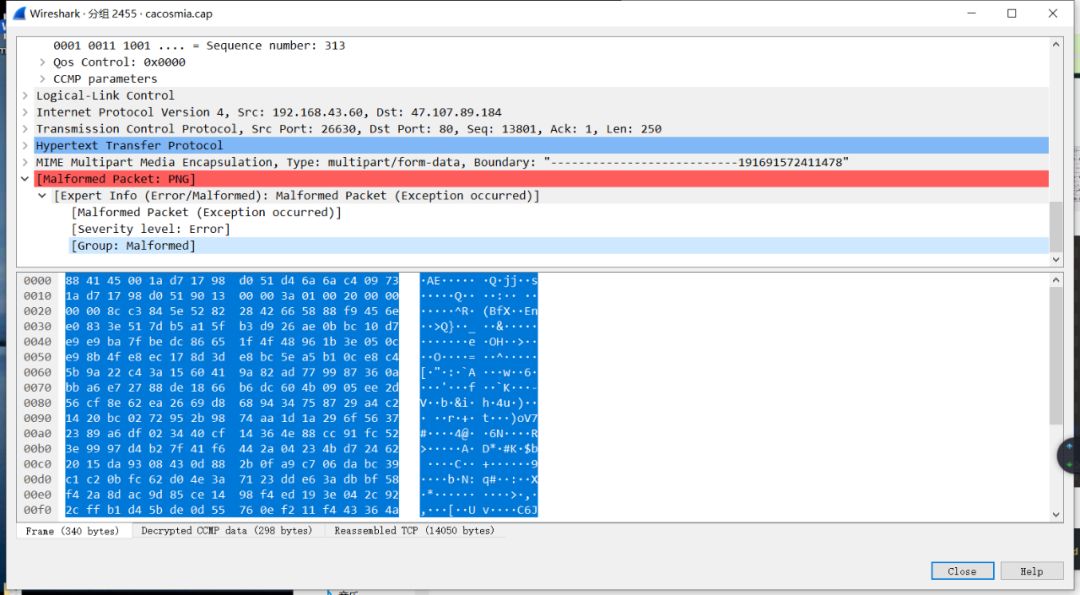 Wireshark · 分组 2455 · cacosmia.cap
0001 0011 1001 .... = Sequence number: 313
Qos Control: 0x0000
CCMP parameters
Logical-Link Control
Internet Protocol Version 4, Src: 192.168.43.60, Dst: 47.107.89.184
Transmission Control Protocol, Src Port: 26630, Dst Port: 80, Seq: 13801, Ack: 1, Len: 250
Hypertext Transfer Protocol
MIME Multipart Media Encapsulation, Type: multipart/form-data, Boundary: "---------------------------191691572411478"
[Malformed Packet: PNG]
[Expert Info (Error/Malformed): Malformed Packet (Exception occurred)]
[Malformed Packet (Exception occurred)]
[Severity level: Error]
[Group: Malformed]
0000 88 41 45 00 1a d7 17 98 d0 51 d4 6a 6a c4 09 73 ·AE····· ·Q·jj··s
0010 1a d7 17 98 d0 51 90 13 00 00 3a 01 00 20 00 00 ·····Q·· ··:·· ··
0020 00 00 8c c3 84 5e 52 82 28 42 66 58 88 f9 45 6e ·····^R· (BfX··En
0030 e0 83 3e 51 7d b5 a1 5f b3 d9 26 ae 0b bc 10 d7 ··>Q}··_ ··&·····
0040 e9 e9 ba 7f be dc 86 65 1f 4f 48 96 1b 3e 05 0c ·······e ·OH··>··
0050 e9 8b 4f e8 ec 17 8d 3d e8 bc 5e a5 b1 0c e8 c4 ··O····= ··^·····
0060 5b 9a 22 c4 3a 15 60 41 9a 82 ad 77 99 87 36 0a [·"·:·`A ···w··6·
0070 bb a6 e7 27 88 de 18 66 b6 dc 60 4b 09 05 ee 2d ···'···f ··`K···-
0080 56 cf 8e 62 ea 26 69 d8 68 94 34 75 87 29 a4 c2 V··b·&i· h·4u·)··
0090 14 20 bc 02 72 95 2b 98 74 aa 1d 1a 29 6f 56 37 · ··r·+· t···)oV7
00a0 23 89 a6 df 02 34 40 cf 14 36 4e 88 cc 91 fc 52 #····4@· ·6N····R
00b0 3e 99 97 d4 b2 7f 41 f6 44 2a 04 23 4b d7 24 62 >·····A· D*·#K·$b
00c0 20 15 da 93 08 43 0d 88 2b 0f a9 c7 06 da bc 39 ····C·· +······9
00d0 c1 c2 0b fc 62 d0 4e 3a 71 23 dd e6 3a db bf 58 ····b·N: q#··:··X
00e0 f4 2a 8d ac 9d 85 ce 14 98 f4 ed 19 3e 04 2c 92 ·*······ ····>·,·
00f0 2c ff b1 d4 5b de 0d 55 76 0e f2 11 f4 43 36 4a ,···[··U v····C6J
Frame (340 bytes) Decrypted CCMP data (298 bytes) Reassembled TCP (14050 bytes)
Close Help